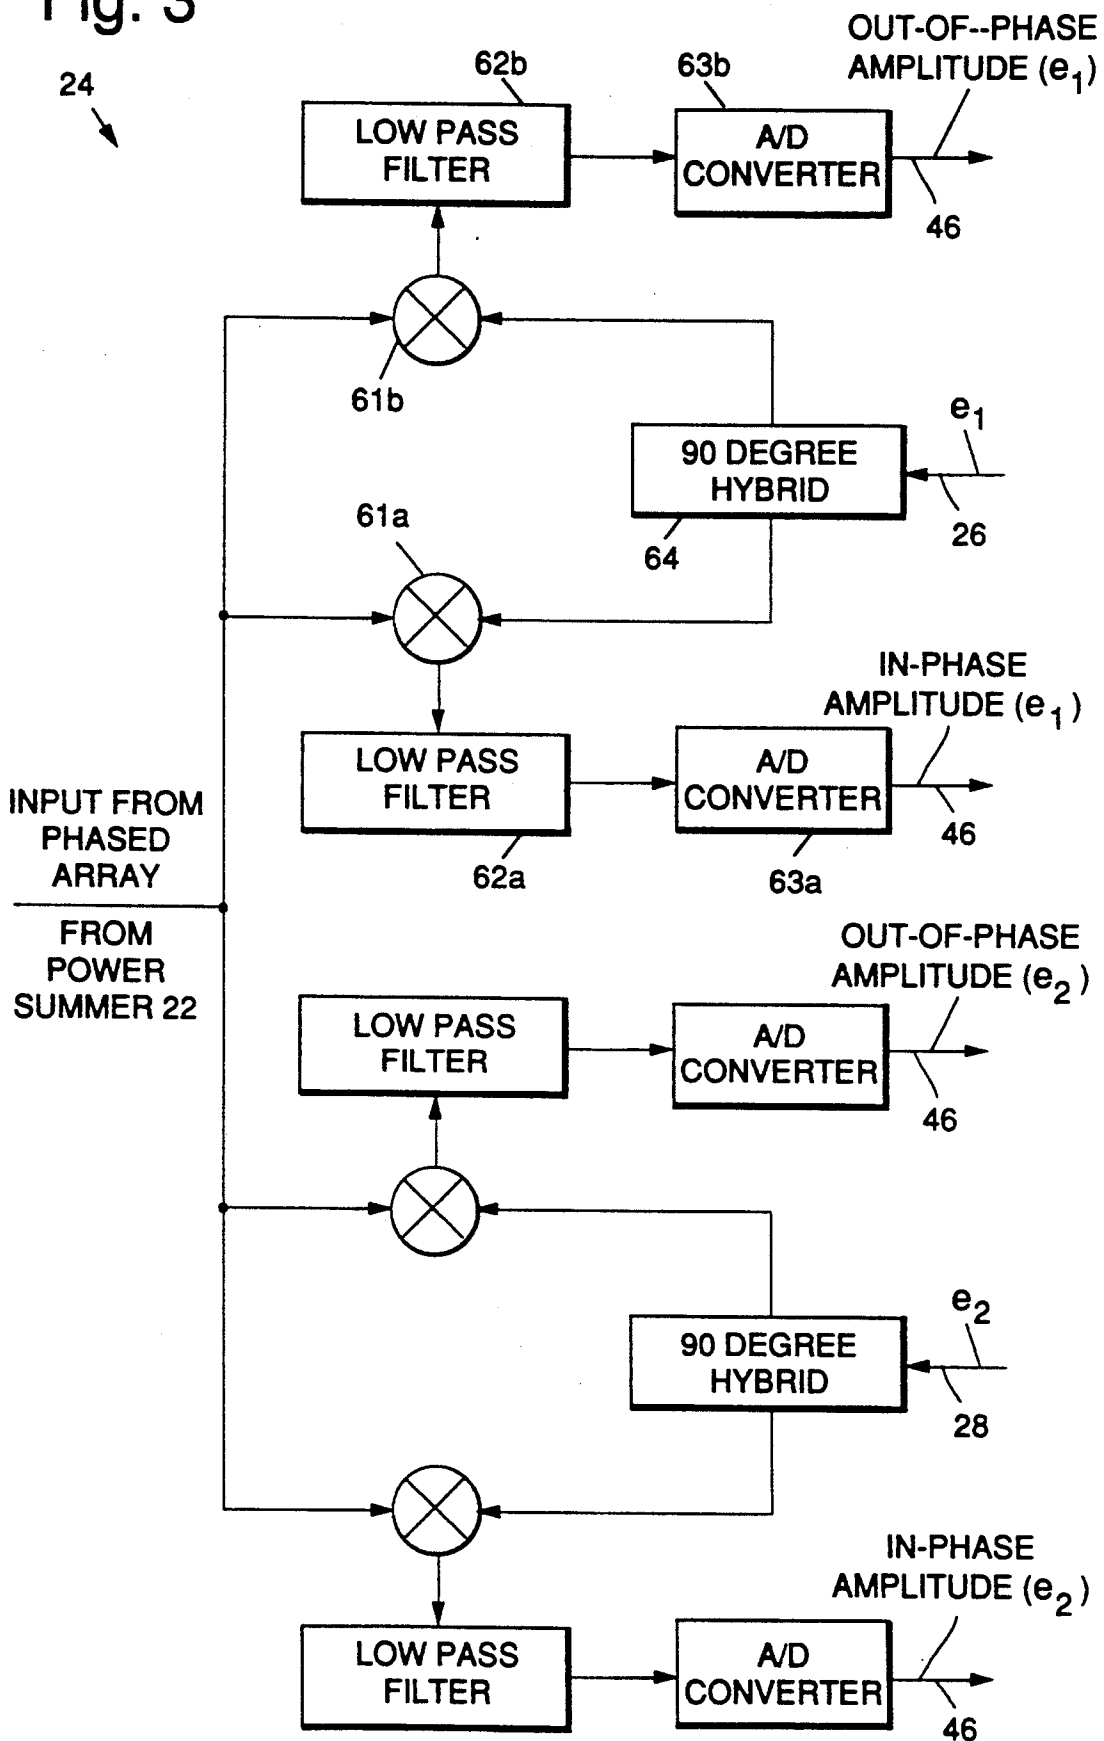 Fig. 3
24
OUT-OF--PHASE
AMPLITUDE (e1)
62b
63b
LOW PASS
FILTER
A/D
CONVERTER
46
61b
e1
90 DEGREE
HYBRID
26
64
61a
IN-PHASE
AMPLITUDE (e1)
LOW PASS
FILTER
A/D
CONVERTER
46
62a
63a
INPUT FROM
PHASED
ARRAY
FROM
POWER
SUMMER 22
OUT-OF-PHASE
AMPLITUDE (e2)
LOW PASS
FILTER
A/D
CONVERTER
46
e2
90 DEGREE
HYBRID
28
IN-PHASE
AMPLITUDE (e2)
LOW PASS
FILTER
A/D
CONVERTER
46